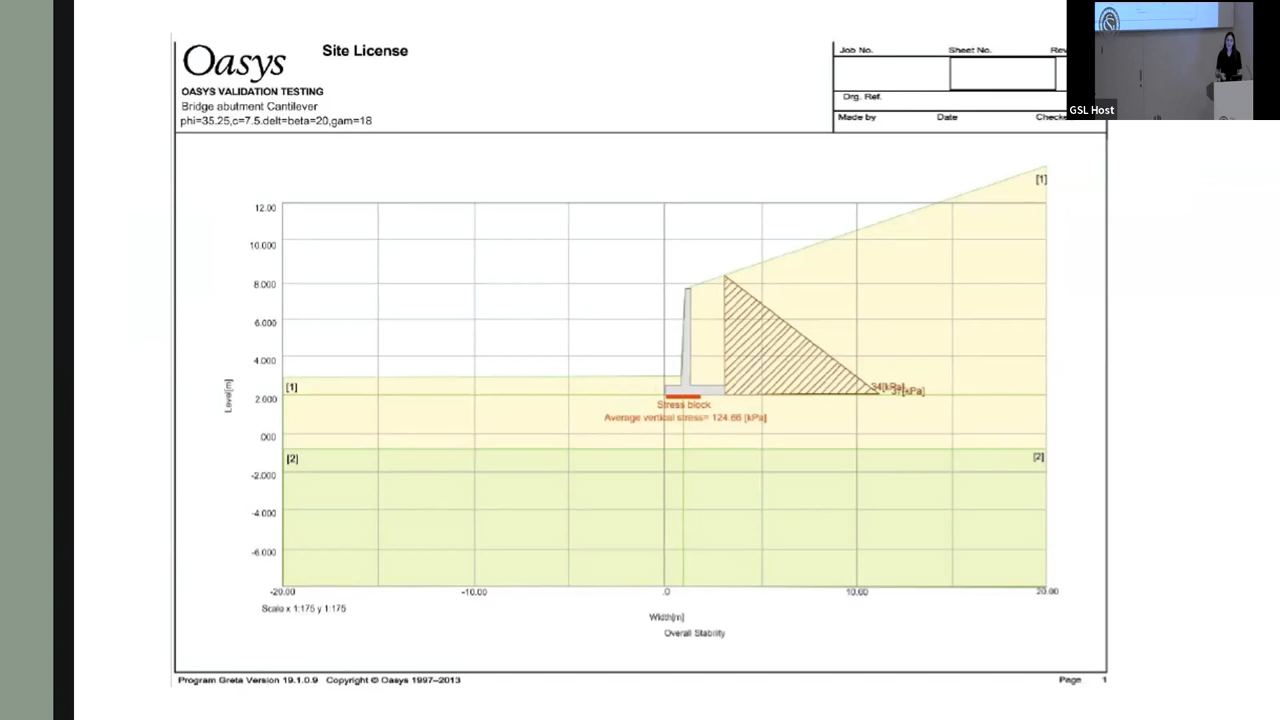 Oasys
Site License
OASYS VALIDATION TESTING
Bridge abutment Cantilever
phi=35.25,c=7.5.delt=beta=20,gam=18
Job No.
Sheet No.
Rev
Drg. Ref.
Made by
Date
Checke
GSL Host
[1]
12.00
10.000
8.000
6.000
4.000
2.000
.000
-2.000
-4.000
-6.000
Level[m]
[1]
34[kPa]
Stress block
Average vertical stress= 124.66 [kPa]
[2]
[2]
-20.00
-10.00
.0
10.00
20.00
Scale x 1:175 y 1:175
Width[m]
Overall Stability
Program Greta Version 19.1.0.9 Copyright © Oasys 1997-2013
Page 1